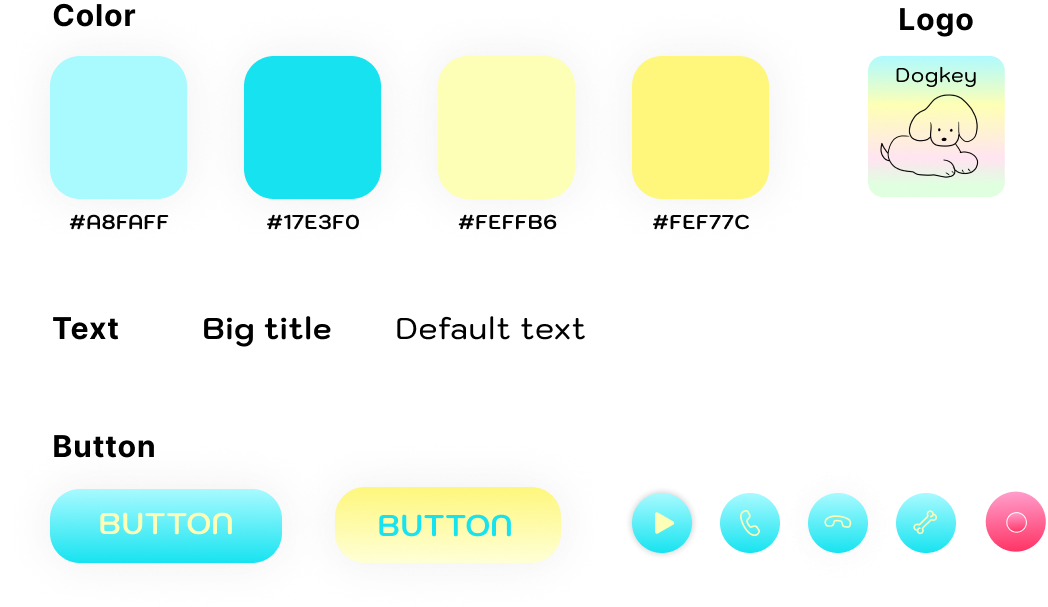 Color
Logo
Dogkey
#A8FAFF
#17E3F0
#FEFFB6
#FEF77C
Text
Big title
Default text
Button
BUTTON
BUTTON